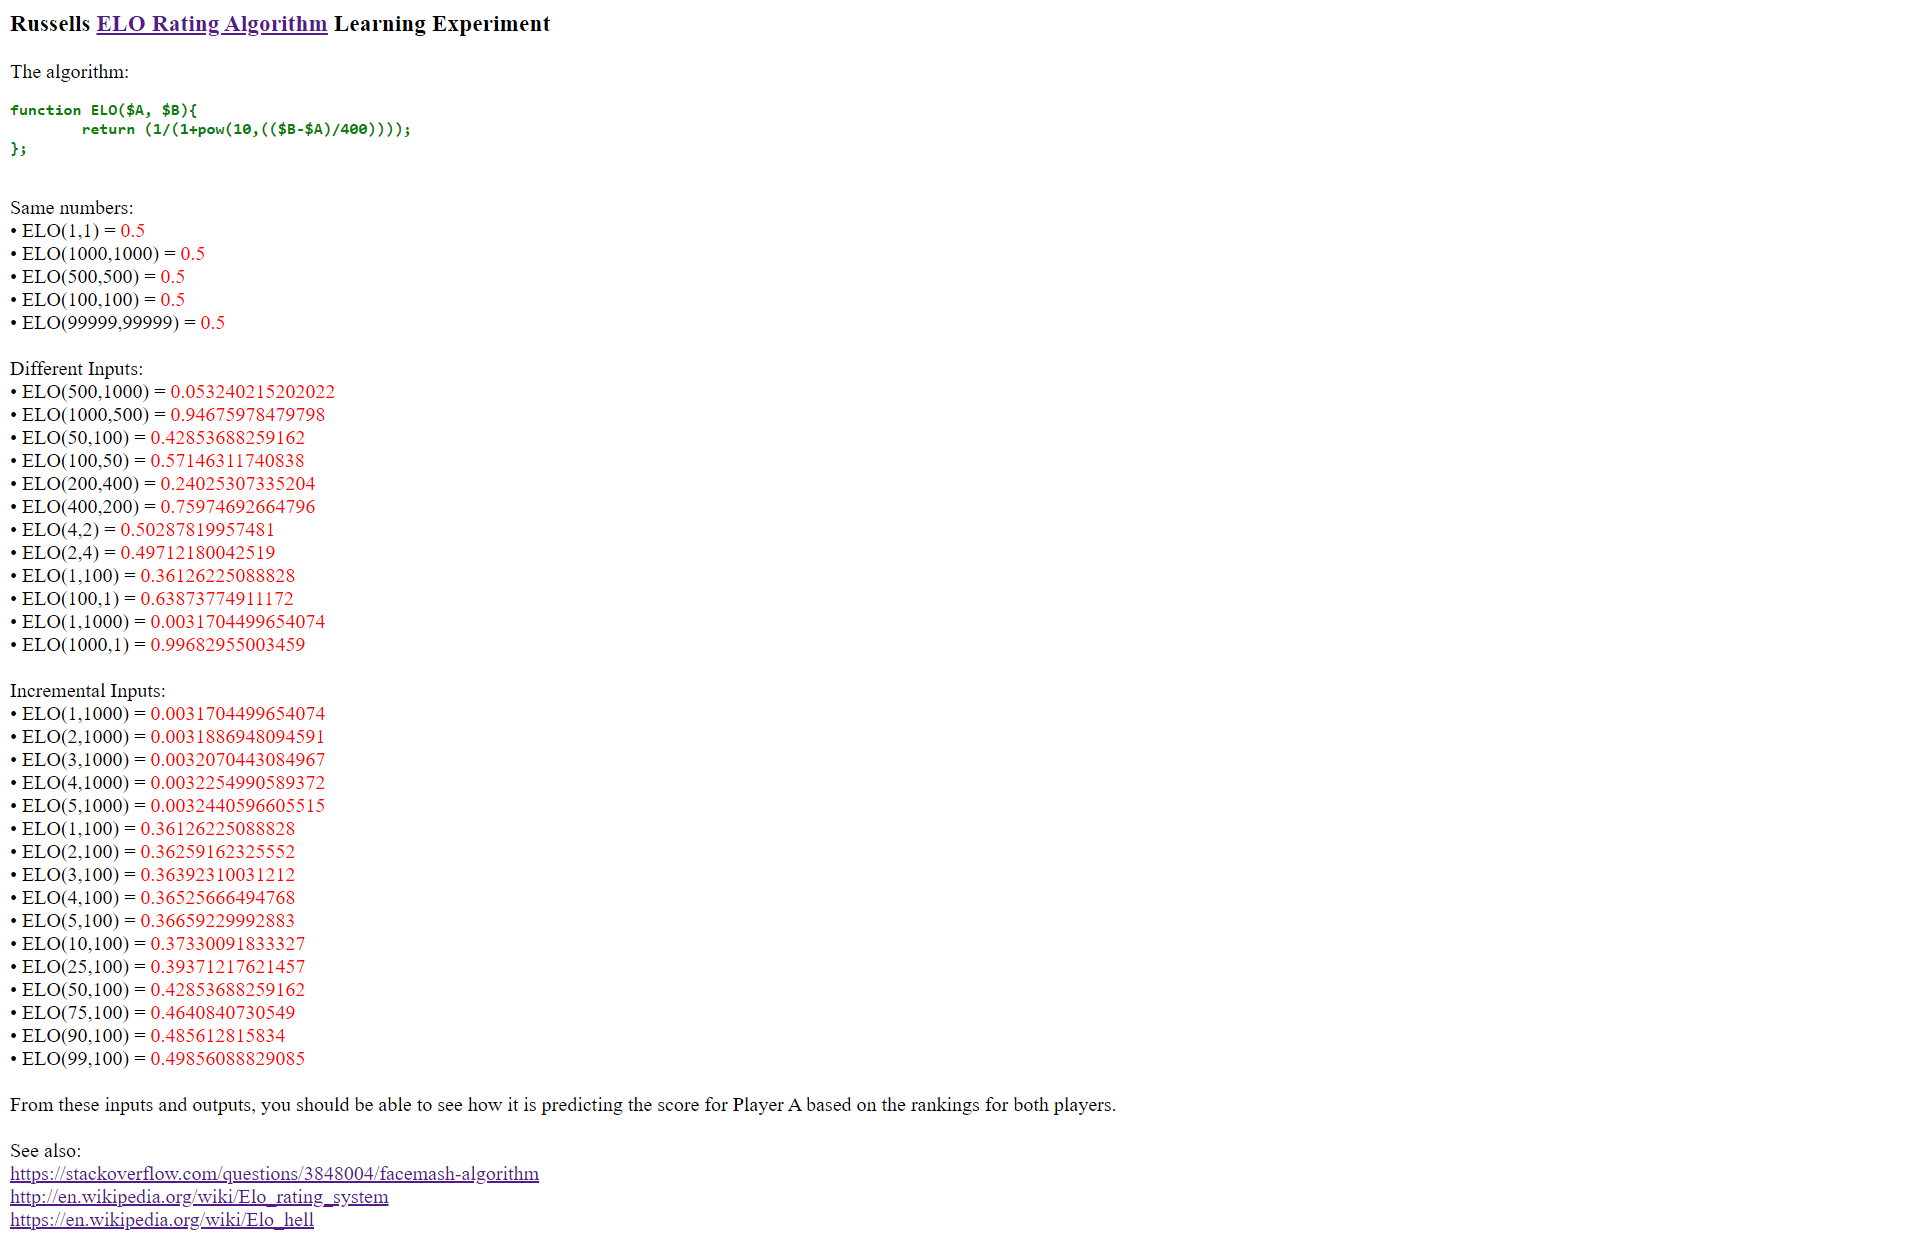 Russells ELO Rating Algorithm Learning Experiment
The algorithm:
function ELO($A, $B){
return (1/(1+pow(10,(($B-$A)/400))));
};
Same numbers:
• ELO(1,1) = 0.5
• ELO(1000,1000) = 0.5
• ELO(500,500) = 0.5
• ELO(100,100) = 0.5
• ELO(99999,99999) = 0.5
Different Inputs:
• ELO(500,1000) = 0.053240215202022
• ELO(1000,500) = 0.94675978479798
• ELO(50,100) = 0.42853688259162
• ELO(100,50) = 0.57146311740838
• ELO(200,400) = 0.24025307335204
• ELO(400,200) = 0.75974692664796
• ELO(4,2) = 0.50287819957481
• ELO(2,4) = 0.49712180042519
• ELO(1,100) = 0.36126225088828
• ELO(100,1) = 0.63873774911172
• ELO(1,1000) = 0.0031704499654074
• ELO(1000,1) = 0.99682955003459
Incremental Inputs:
• ELO(1,1000) = 0.0031704499654074
• ELO(2,1000) = 0.0031886948094591
• ELO(3,1000) = 0.0032070443084967
• ELO(4,1000) = 0.0032254990589372
• ELO(5,1000) = 0.0032440596605515
• ELO(1,100) = 0.36126225088828
• ELO(2,100) = 0.36259162325552
• ELO(3,100) = 0.36392310031212
• ELO(4,100) = 0.36525666494768
• ELO(5,100) = 0.36659229992883
• ELO(10,100) = 0.37330091833327
• ELO(25,100) = 0.39371217621457
• ELO(50,100) = 0.42853688259162
• ELO(75,100) = 0.4640840730549
• ELO(90,100) = 0.485612815834
• ELO(99,100) = 0.49856088829085
From these inputs and outputs, you should be able to see how it is predicting the score for Player A based on the rankings for both players.
See also:
https://stackoverflow.com/questions/3848004/facemash-algorithm
http://en.wikipedia.org/wiki/Elo_rating_system
https://en.wikipedia.org/wiki/Elo_hell